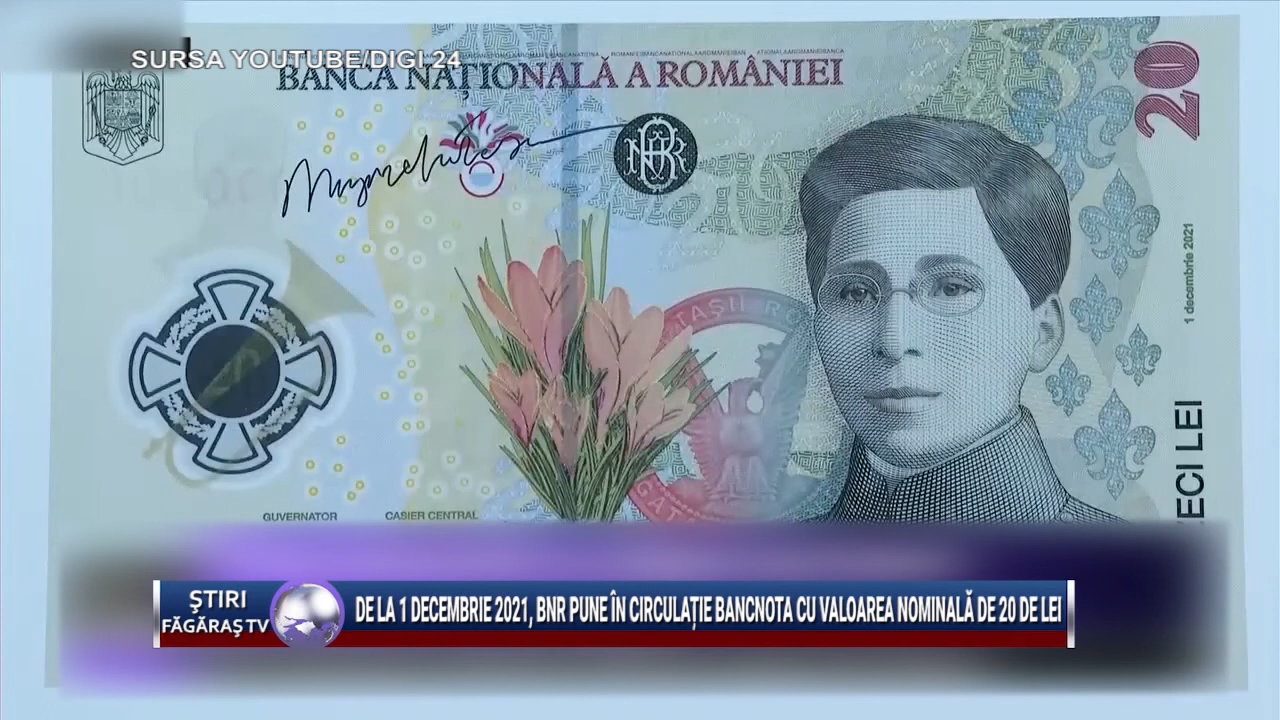 SURSA YOUTUBE/DIGI 24
BANCA NAȚIONALĂ A ROMÂNIEI
20
1 decembrie 2021
ECI LEI
GUVERNATOR
CASIER CENTRAL
ȘTIRI
FĂGĂRAȘ TV
DE LA 1 DECEMBRIE 2021, BNR PUNE ÎN CIRCULAȚIE BANCNOTA CU VALOAREA NOMINALĂ DE 20 DE LEI